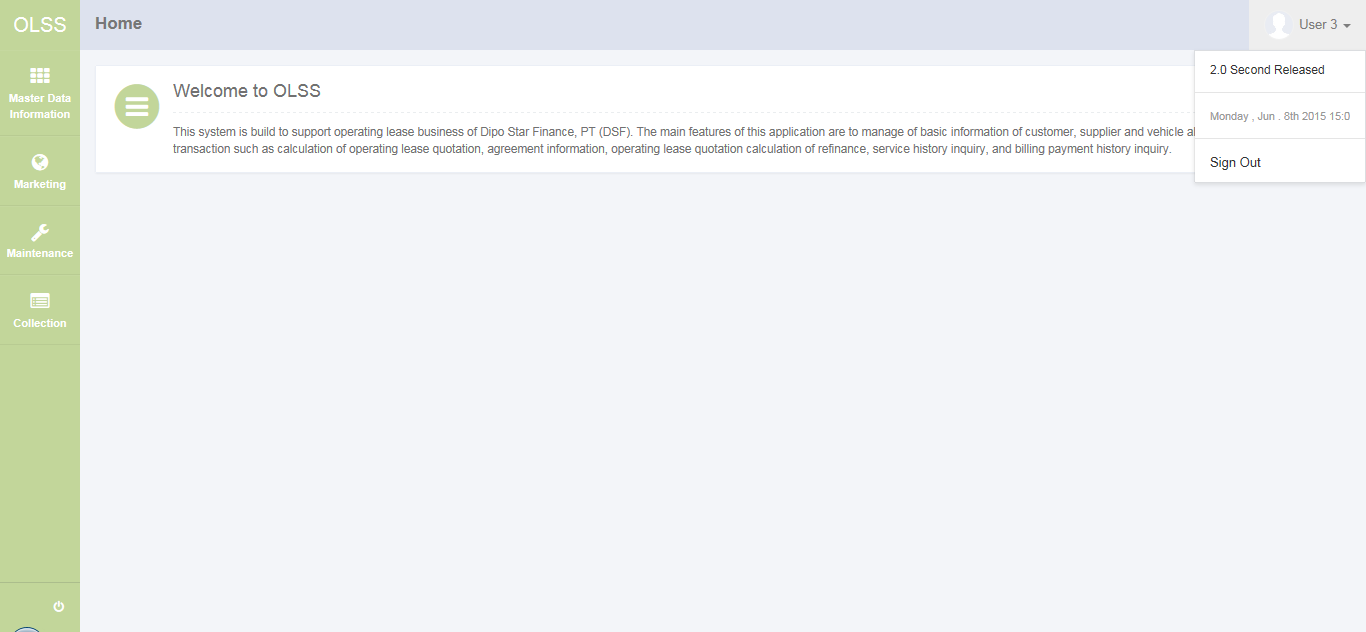 OLSS
Home
User 3
Master Data
Information
Marketing
Maintenance
Collection
Welcome to OLSS
This system is build to support operating lease business of Dipo Star Finance, PT (DSF). The main features of this application are to manage of basic information of customer, supplier and vehicle
transaction such as calculation of operating lease quotation, agreement information, operating lease quotation calculation of refinance, service history inquiry, and billing payment history inquiry.
2.0 Second Released
Monday , Jun . 8th 2015 15:0
Sign Out